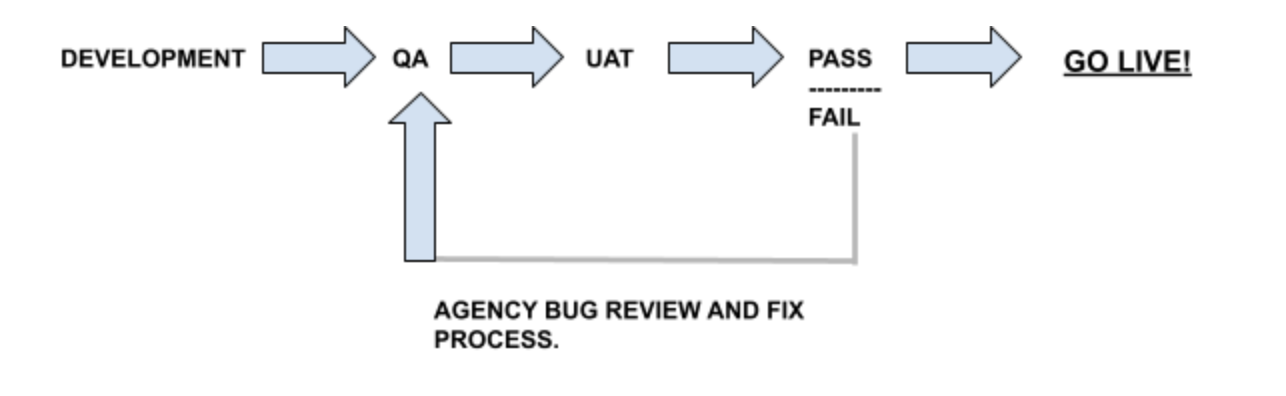 DEVELOPMENT
QA
UAT
PASS
---------
FAIL
GO LIVE!
AGENCY BUG REVIEW AND FIX
PROCESS.